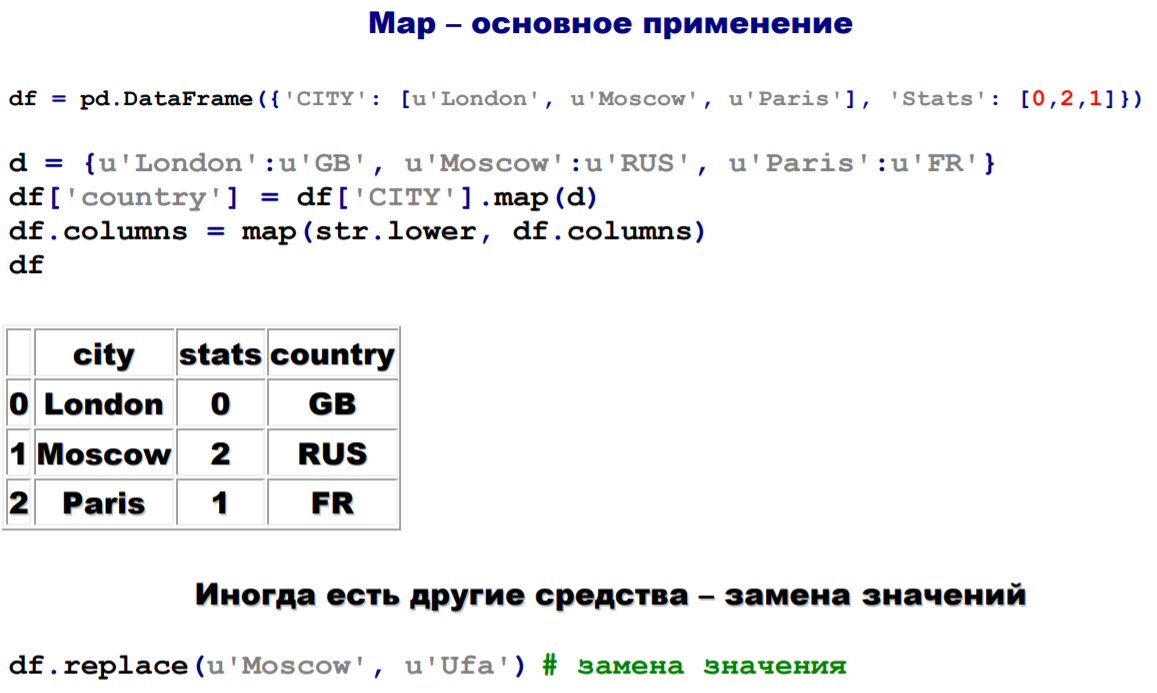 Map – основное применение
df = pd.DataFrame({'CITY': [u'London', u'Moscow', u'Paris'], 'Stats': [0,2,1]})
d = {u'London':u'GB', u'Moscow':u'RUS', u'Paris':u'FR'}
df['country'] = df['CITY'].map(d)
df.columns = map(str.lower, df.columns)
df
city stats country
0 London 0 GB
1 Moscow 2 RUS
2 Paris 1 FR
Иногда есть другие средства – замена значений
df.replace(u'Moscow', u'Ufa') # замена значения